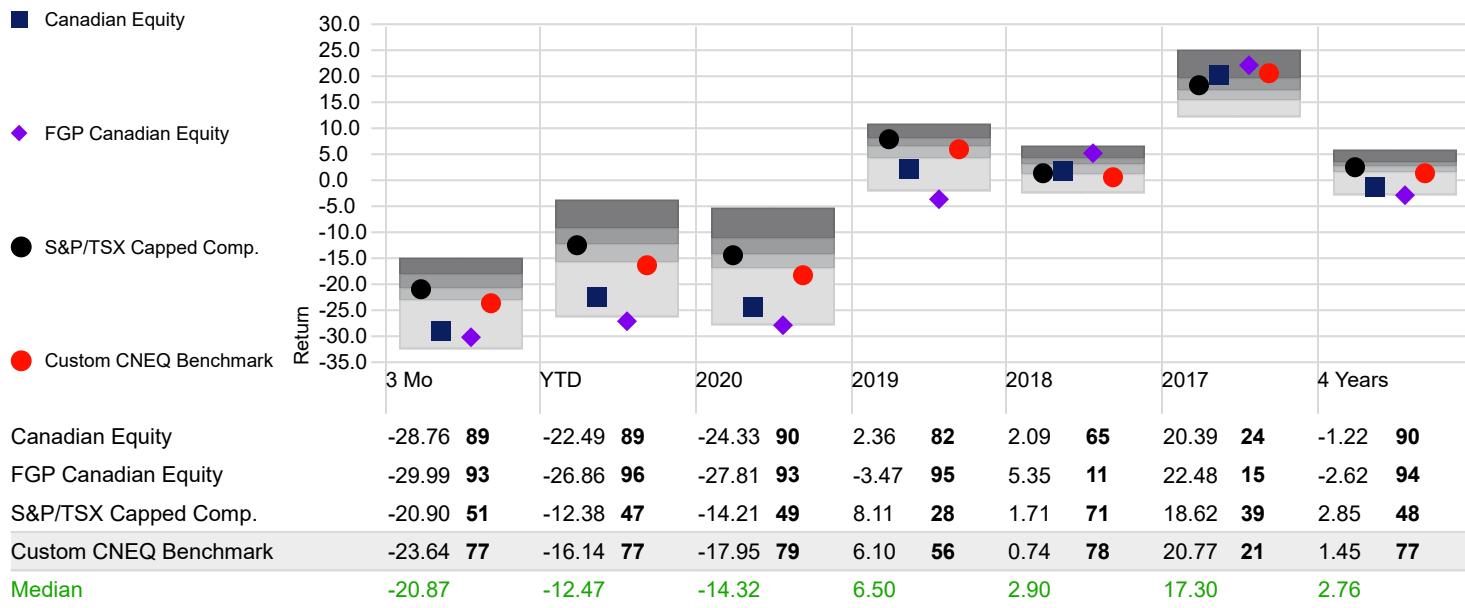 Canadian Equity
FGP Canadian Equity
S&P/TSX Capped Comp.
Custom CNEQ Benchmark
Return
30.0
25.0
20.0
15.0
10.0
5.0
0.0
-5.0
-10.0
-15.0
-20.0
-25.0
-30.0
-35.0
3 Mo YTD 2020 2019 2018 2017 4 Years
Canadian Equity -28.76 89 -22.49 89 -24.33 90 2.36 82 2.09 65 20.39 24 -1.22 90
FGP Canadian Equity -29.99 93 -26.86 96 -27.81 93 -3.47 95 5.35 11 22.48 15 -2.62 94
S&P/TSX Capped Comp. -20.90 51 -12.38 47 -14.21 49 8.11 28 1.71 71 18.62 39 2.85 48
Custom CNEQ Benchmark -23.64 77 -16.14 77 -17.95 79 6.10 56 0.74 78 20.77 21 1.45 77
Median -20.87 -12.47 -14.32 6.50 2.90 17.30 2.76